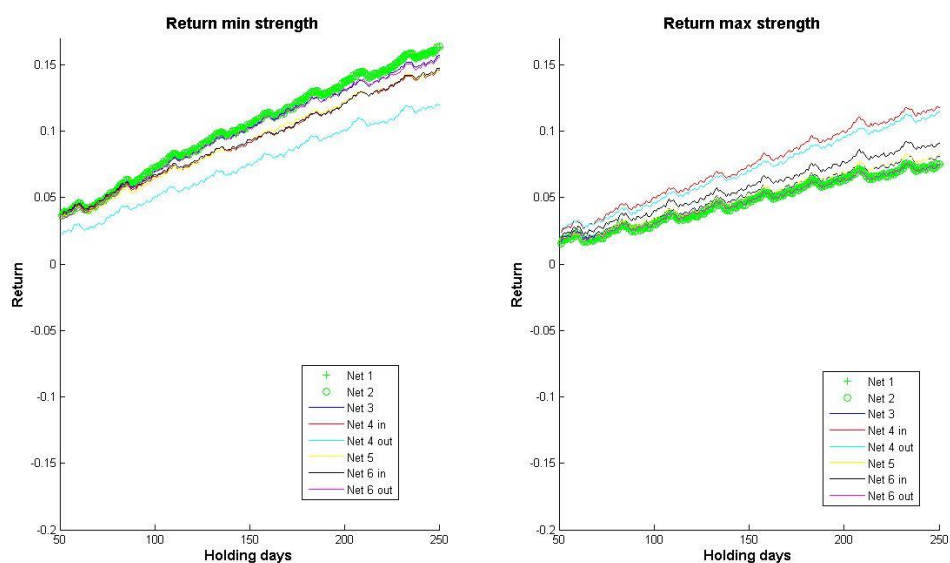 Return min strength
0.15
0.1
0.05
0
-0.05
-0.1
-0.15
-0.2
Return
50
100
150
200
250
Holding days
Net 1
Net 2
Net 3
Net 4 in
Net 4 out
Net 5
Net 6 in
Net 6 out
Return max strength
0.15
0.1
0.05
0
-0.05
-0.1
-0.15
-0.2
Return
50
100
150
200
250
Holding days
Net 1
Net 2
Net 3
Net 4 in
Net 4 out
Net 5
Net 6 in
Net 6 out